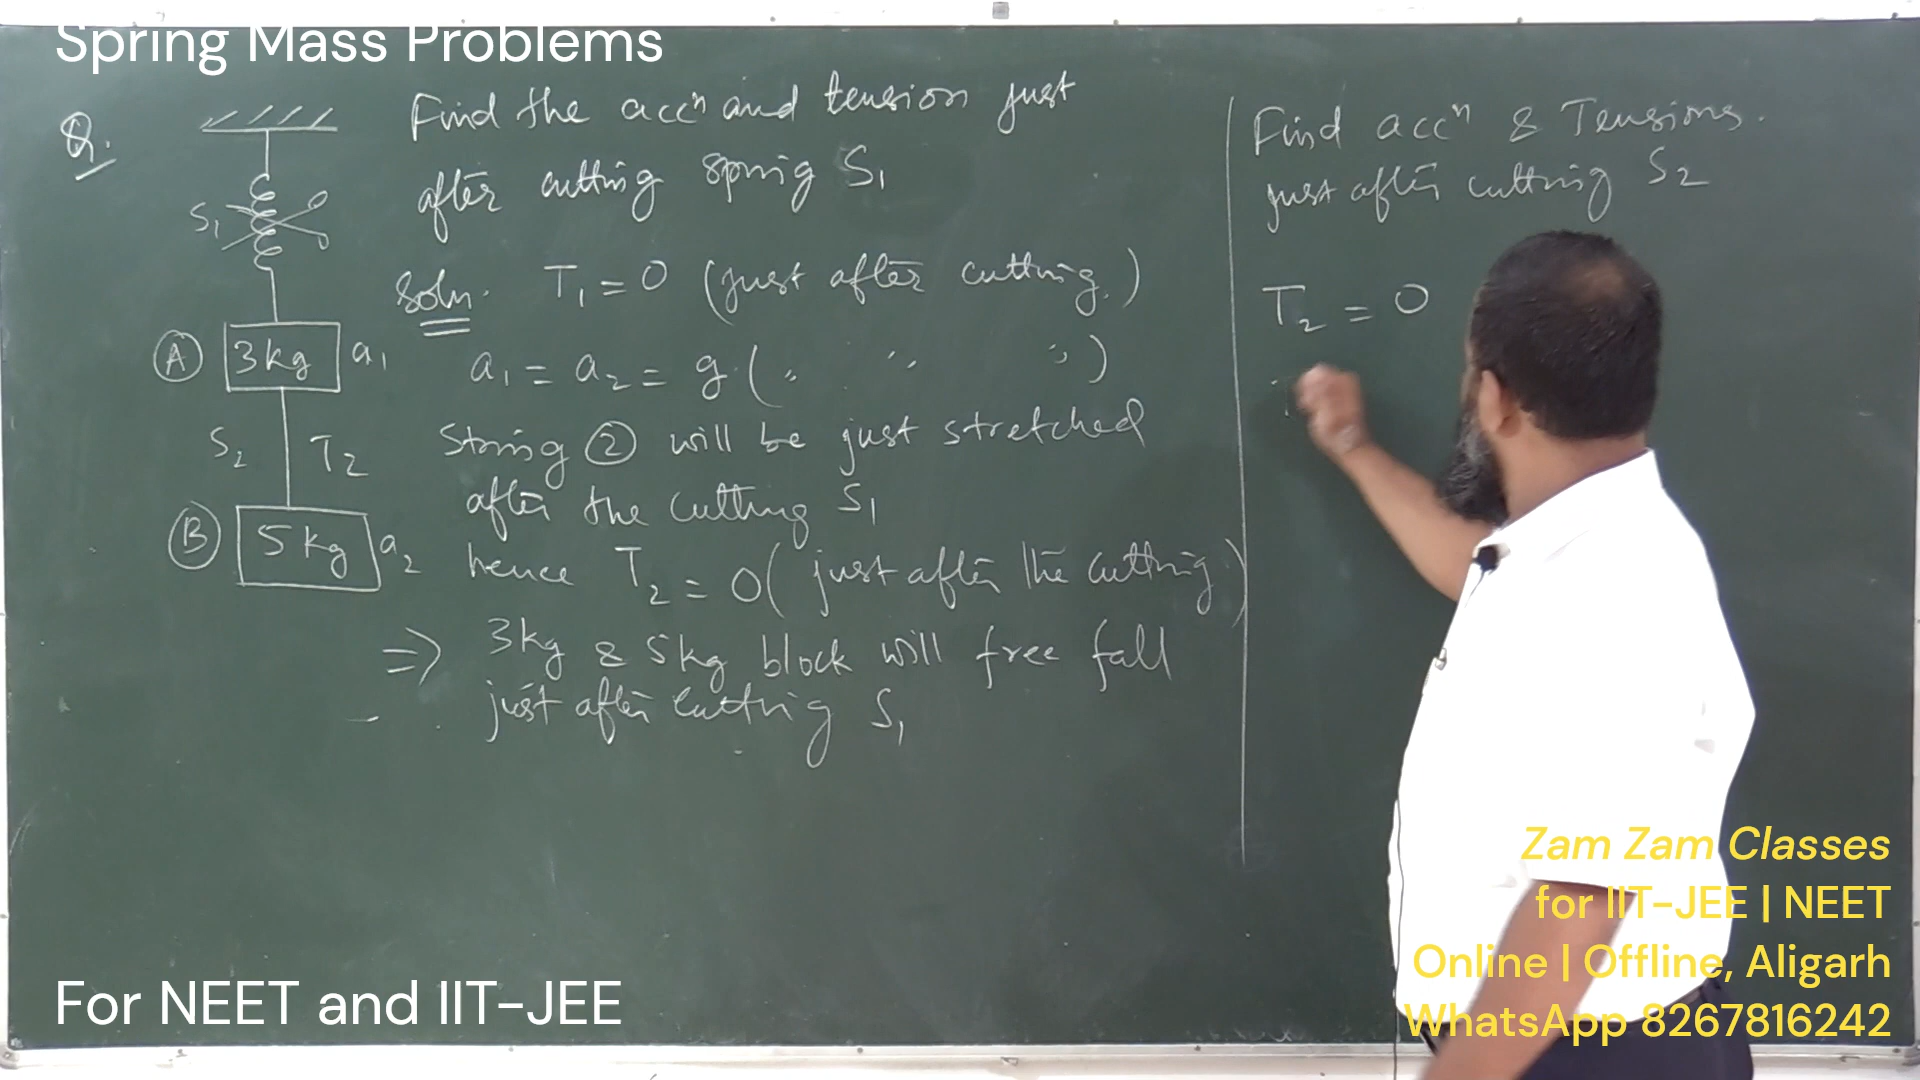 Spring Mass Problems
Q.
S1
A 3kg a1
S2 T2
B 5kg a2
Find the accn and tension just
after cutting spring S1
Soln. T1 = 0 (just after cutting.)
a1 = a2 = g (" " ")
String 2 will be just stretched
after the cutting S1
hence T2 = 0 (just after the cutting)
=> 3kg & 5kg block will free fall
just after cutting S1
Find accn & Tensions.
just after cutting S2
T2 = 0
Zam Zam Classes
for IIT-JEE | NEET
Online | Offline, Aligarh
WhatsApp 8267816242
For NEET and IIT-JEE